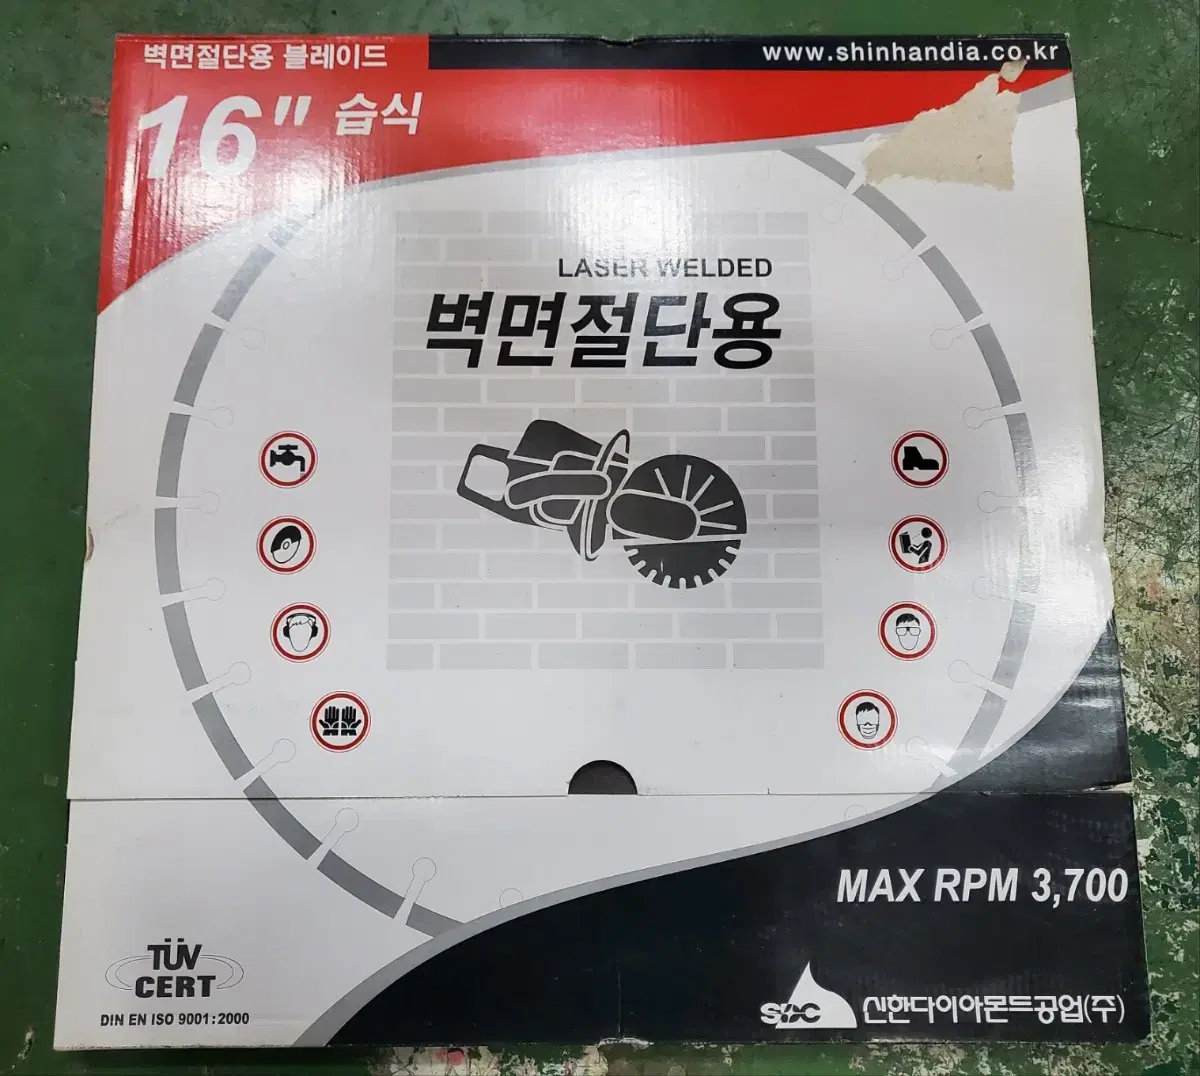 벽면절단용 블레이드
www.shinhandia.co.kr
16" 습식
LASER WELDED
벽면절단용
MAX RPM 3,700
TÜV
CERT
DIN EN ISO 9001:2000
SDC 신한다이아몬드공업(주)